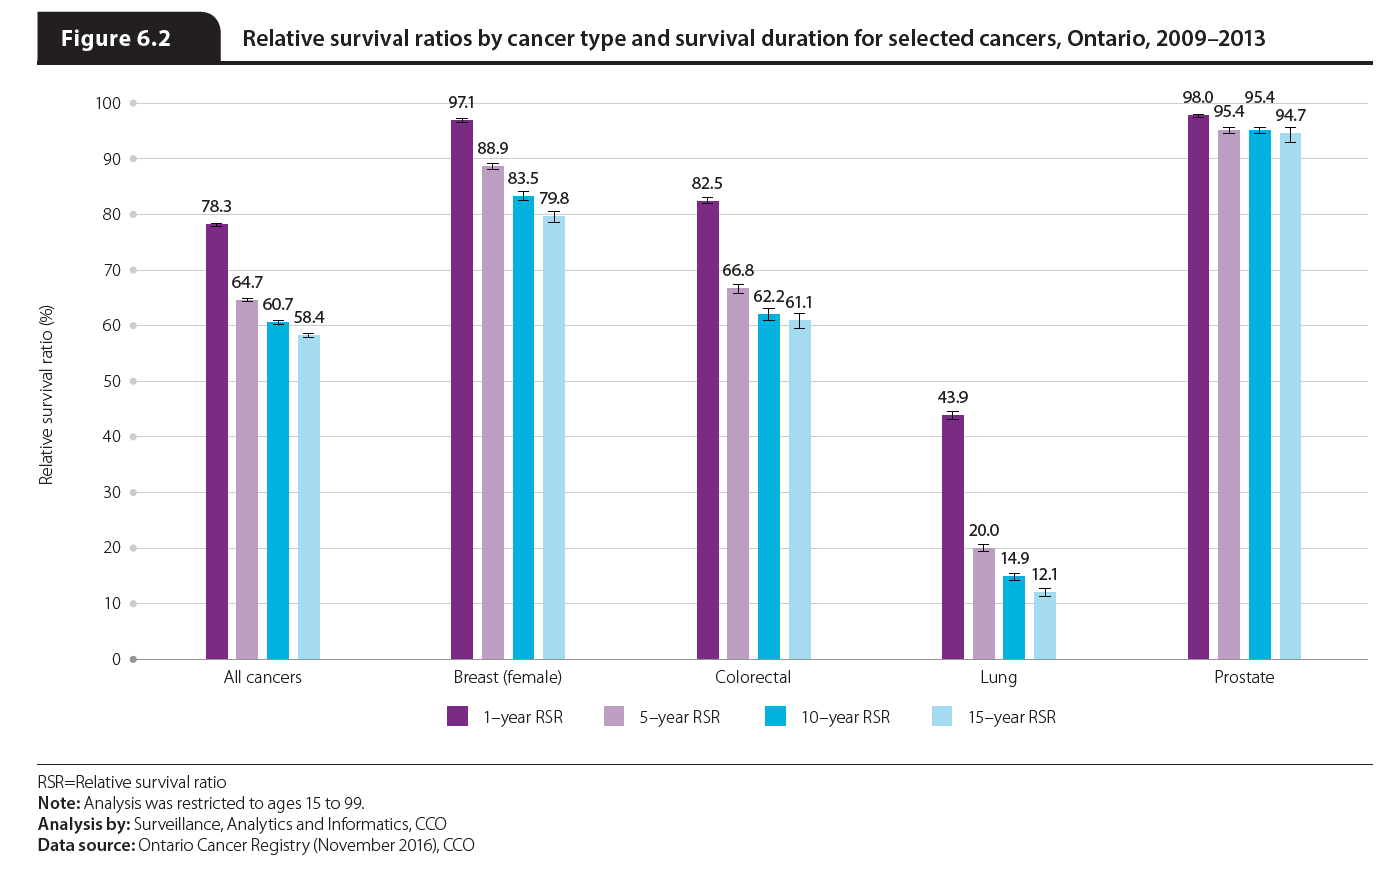 Figure 6.2
Relative survival ratios by cancer type and survival duration for selected cancers, Ontario, 2009–2013
Relative survival ratio (%)
100
90
80
70
60
50
40
30
20
10
0
78.3
64.7
60.7
58.4
97.1
88.9
83.5
79.8
82.5
66.8
62.2
61.1
43.9
20.0
14.9
12.1
98.0
95.4
95.4
94.7
All cancers
Breast (female)
Colorectal
Lung
Prostate
1–year RSR
5–year RSR
10–year RSR
15–year RSR
RSR=Relative survival ratio
Note: Analysis was restricted to ages 15 to 99.
Analysis by: Surveillance, Analytics and Informatics, CCO
Data source: Ontario Cancer Registry (November 2016), CCO